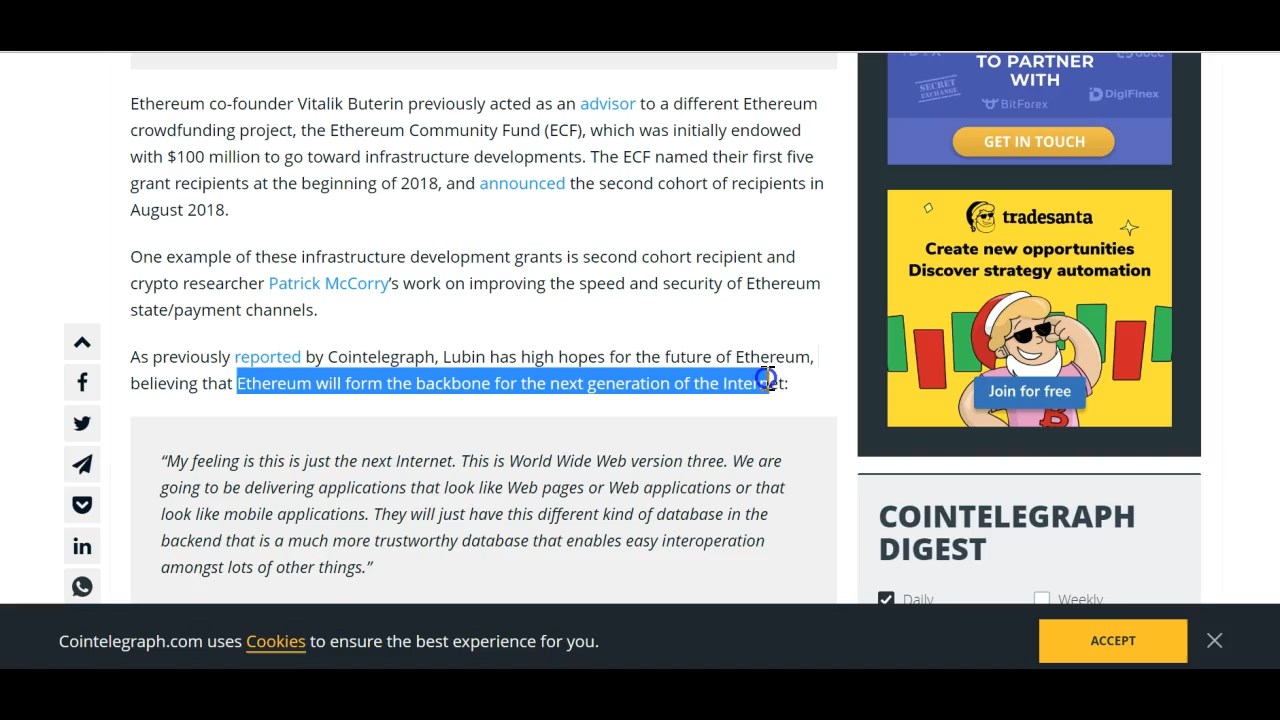 Ethereum co-founder Vitalik Buterin previously acted as an advisor to a different Ethereum
crowdfunding project, the Ethereum Community Fund (ECF), which was initially endowed
with $100 million to go toward infrastructure developments. The ECF named their first five
grant recipients at the beginning of 2018, and announced the second cohort of recipients in
August 2018.
One example of these infrastructure development grants is second cohort recipient and
crypto researcher Patrick McCorry’s work on improving the speed and security of Ethereum
state/payment channels.
As previously reported by Cointelegraph, Lubin has high hopes for the future of Ethereum,
believing that Ethereum will form the backbone for the next generation of the Internet:
“My feeling is this is just the next Internet. This is World Wide Web version three. We are
going to be delivering applications that look like Web pages or Web applications or that
look like mobile applications. They will just have this different kind of database in the
backend that is a much more trustworthy database that enables easy interoperation
amongst lots of other things.”
TO PARTNER
WITH
SECRET
EXCHANGE
BitForex
DigiFinex
GET IN TOUCH
tradesanta
Create new opportunities
Discover strategy automation
Join for free
COINTELEGRAPH
DIGEST
Daily
Weekly
Cointelegraph.com uses Cookies to ensure the best experience for you.
ACCEPT